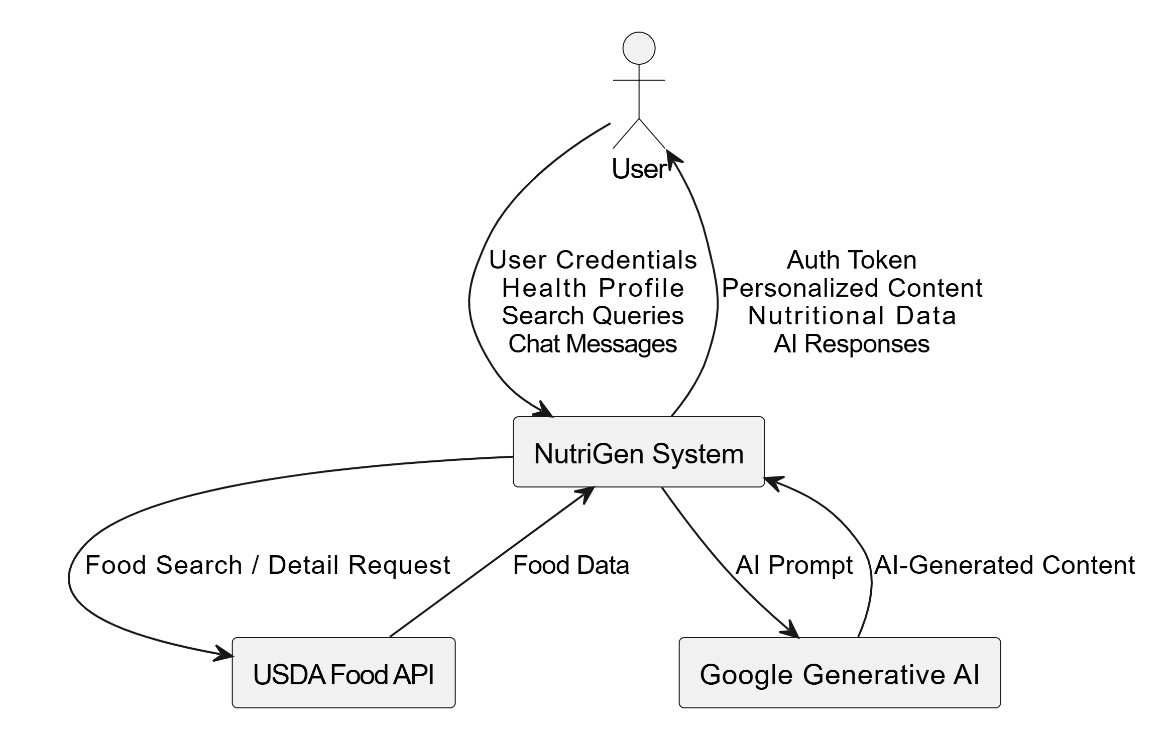 User
User Credentials
Health Profile
Search Queries
Chat Messages
Auth Token
Personalized Content
Nutritional Data
AI Responses
NutriGen System
Food Search / Detail Request
Food Data
AI Prompt
AI-Generated Content
USDA Food API
Google Generative AI